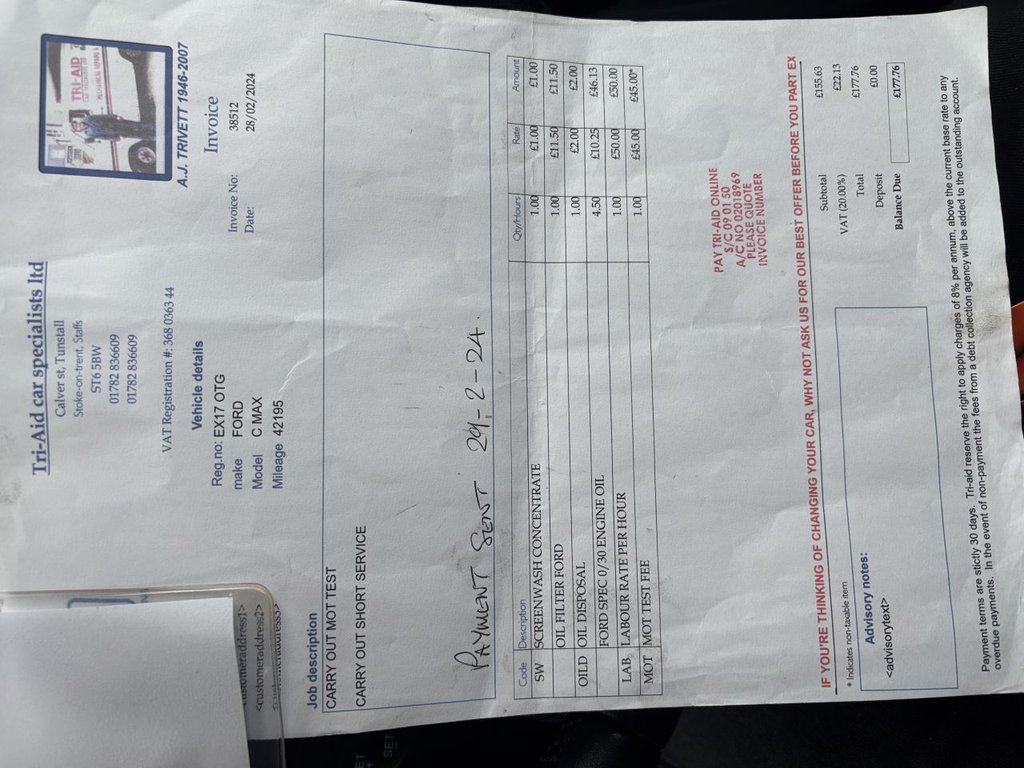 Tri-Aid car specialists ltd
Calver st, Tunstall
Stoke-on-trent, Staffs
ST6 5BW
01782 836609
01782 836609
TRI-AID
A.J. TRIVETT 1946-2007
VAT Registration #: 368 0363 44
Invoice
Invoice No: 38512
Date: 28/02/2024
Vehicle details
Reg.no: EX17 OTG
make FORD
Model C MAX
Mileage 42195
<customeraddress2>
Job description
CARRY OUT MOT TEST
CARRY OUT SHORT SERVICE
PAYMENT SENT 29-2-24.
Code Description Qty/Hours Rate Amount
SW SCREENWASH CONCENTRATE 1.00 £1.00 £1.00
OIL FILTER FORD 1.00 £11.50 £11.50
OILD OIL DISPOSAL 1.00 £2.00 £2.00
FORD SPEC 0/30 ENGINE OIL 4.50 £10.25 £46.13
LAB LABOUR RATE PER HOUR 1.00 £50.00 £50.00
MOT MOT TEST FEE 1.00 £45.00 £45.00*
PAY TRI-AID ONLINE
S/C 09 01 50
A/C NO 02018969
PLEASE QUOTE
INVOICE NUMBER
IF YOU'RE THINKING OF CHANGING YOUR CAR, WHY NOT ASK US FOR OUR BEST OFFER BEFORE YOU PART EX
* Indicates non-taxable item
Subtotal £155.63
VAT (20.00%) £22.13
Total £177.76
Deposit £0.00
Balance Due £177.76
Advisory notes:
<advisorytext>
Payment terms are stictly 30 days. Tri-aid reserve the right to apply charges of 8% per annum, above the current base rate to any
overdue payments. In the event of non-payment the fees from a debt collection agency will be added to the outstanding account.
SET